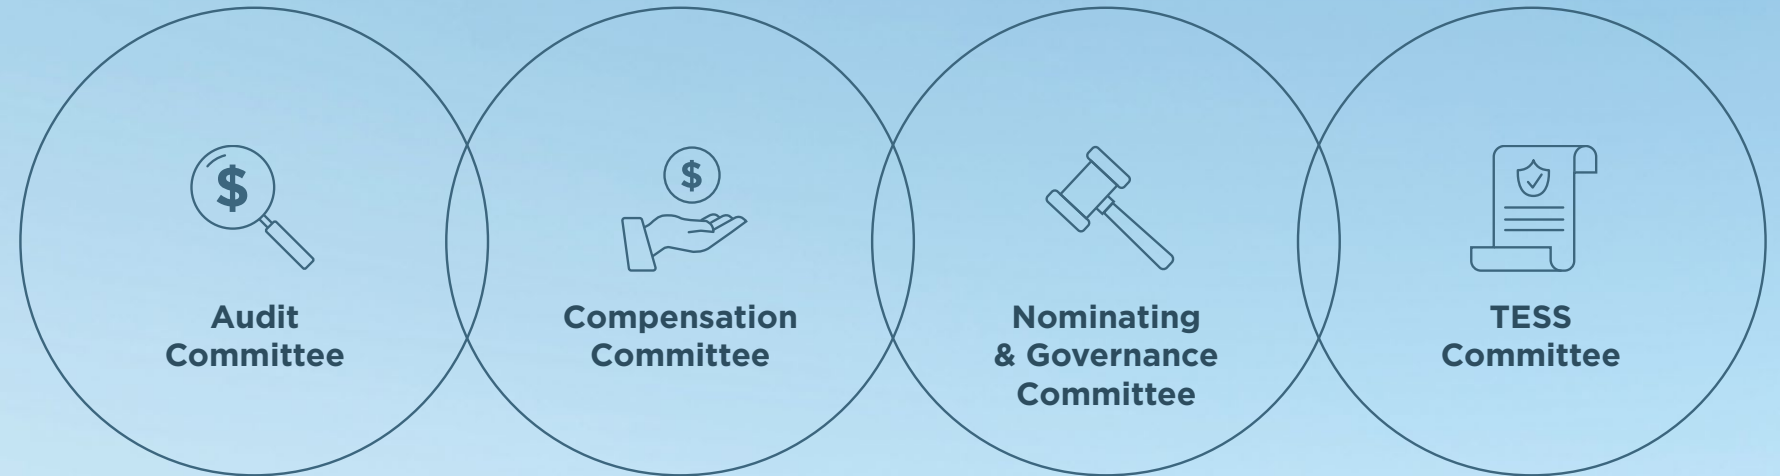 $
$
Audit
Committee
Compensation
Committee
Nominating
& Governance
Committee
TESS
Committee